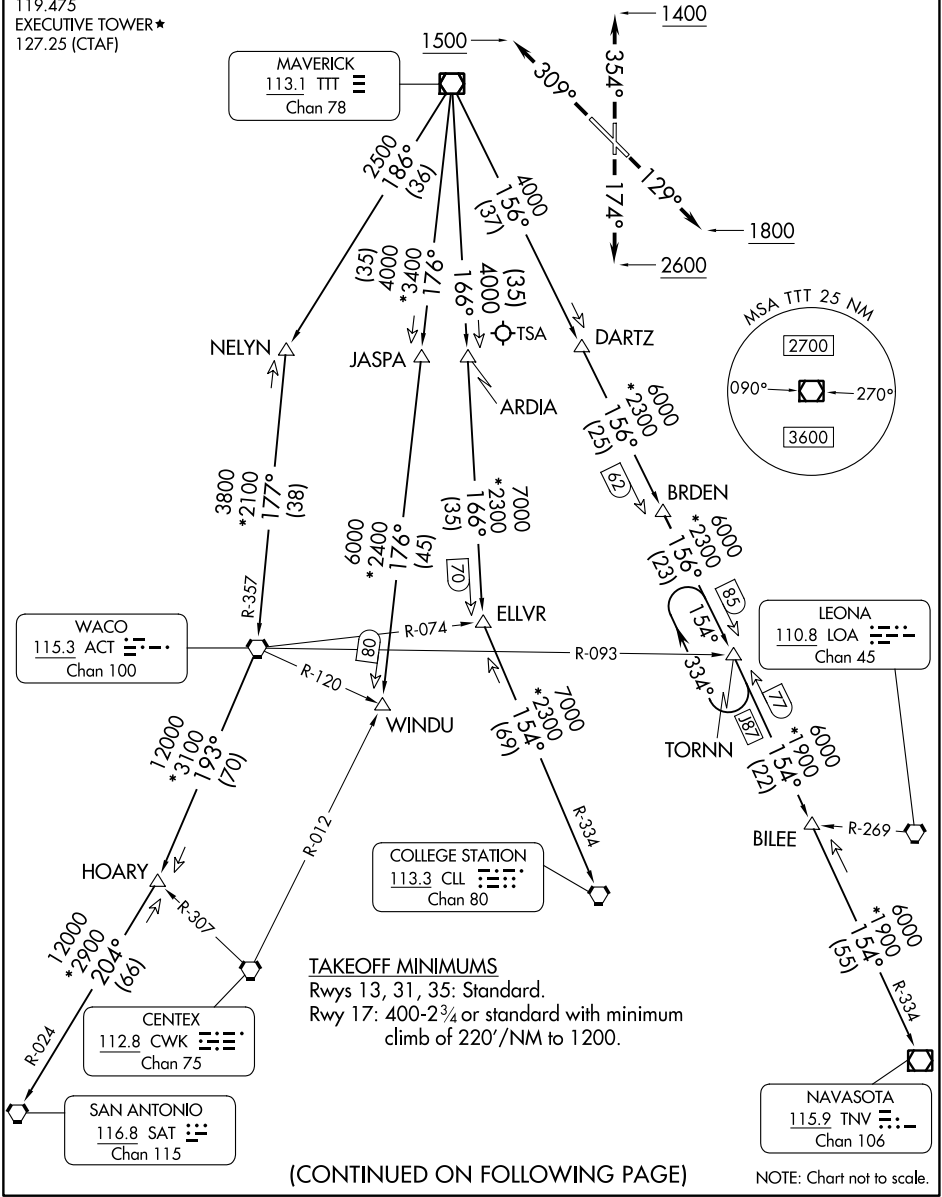 119.475
EXECUTIVE TOWER★
127.25 (CTAF)
MAVERICK
113.1 TTT
Chan 78
1500
1400
309°
354°
129°
174°
1800
2600
2500
186°
(36)
(35)
4000
*3400
176°
(35)
4000
166°
4000
156°
(37)
TSA
NELYN
JASPA
ARDIA
DARTZ
MSA TTT 25 NM
2700
090°
270°
3600
6000
*2300
156°
(25)
62
BRDEN
3800
*2100
177°
(38)
6000
*2400
176°
(45)
7000
*2300
166°
(35)
70
6000
*2300
156°
(23)
85
154°
334°
R-357
WACO
115.3 ACT
Chan 100
R-074
ELLVR
80
R-093
R-120
WINDU
LEONA
110.8 LOA
Chan 45
77
J87
TORNN
12000
*3100
193°
(70)
7000
*2300
154°
(69)
6000
*1900
154°
(22)
R-012
R-334
BILEE
R-269
HOARY
R-307
COLLEGE STATION
113.3 CLL
Chan 80
12000
*2900
204°
(66)
R-024
6000
*1900
154°
(55)
R-334
CENTEX
112.8 CWK
Chan 75
TAKEOFF MINIMUMS
Rwys 13, 31, 35: Standard.
Rwy 17: 400-2¾ or standard with minimum
climb of 220'/NM to 1200.
SAN ANTONIO
116.8 SAT
Chan 115
NAVASOTA
115.9 TNV
Chan 106
(CONTINUED ON FOLLOWING PAGE)
NOTE: Chart not to scale.